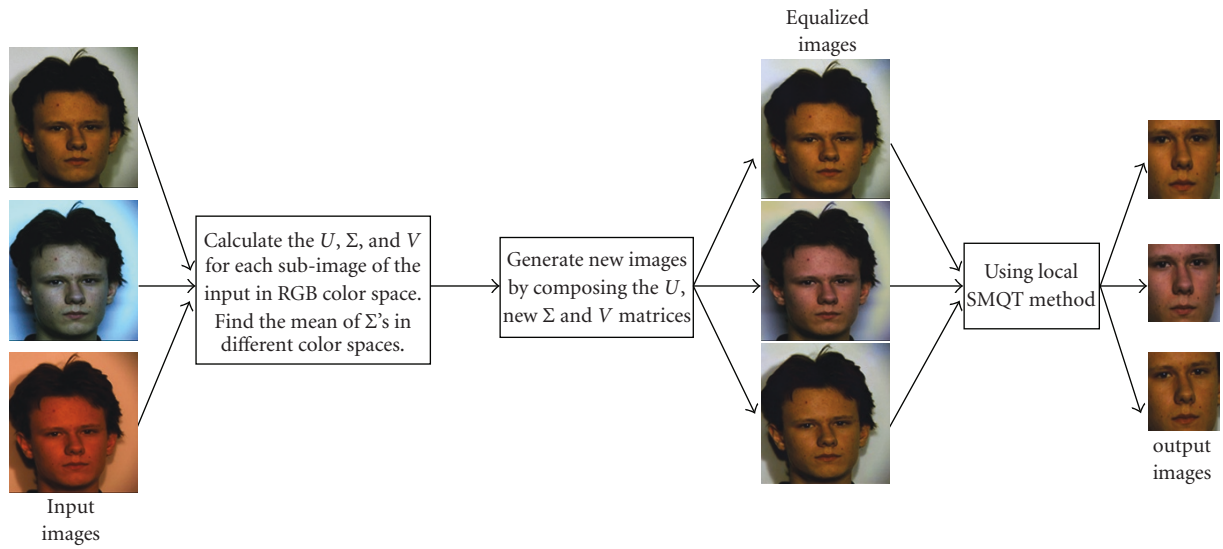 Input
images
Calculate the U, Σ, and V
for each sub-image of the
input in RGB color space.
Find the mean of Σ's in
different color spaces.
Generate new images
by composing the U,
new Σ and V matrices
Equalized
images
Using local
SMQT method
output
images